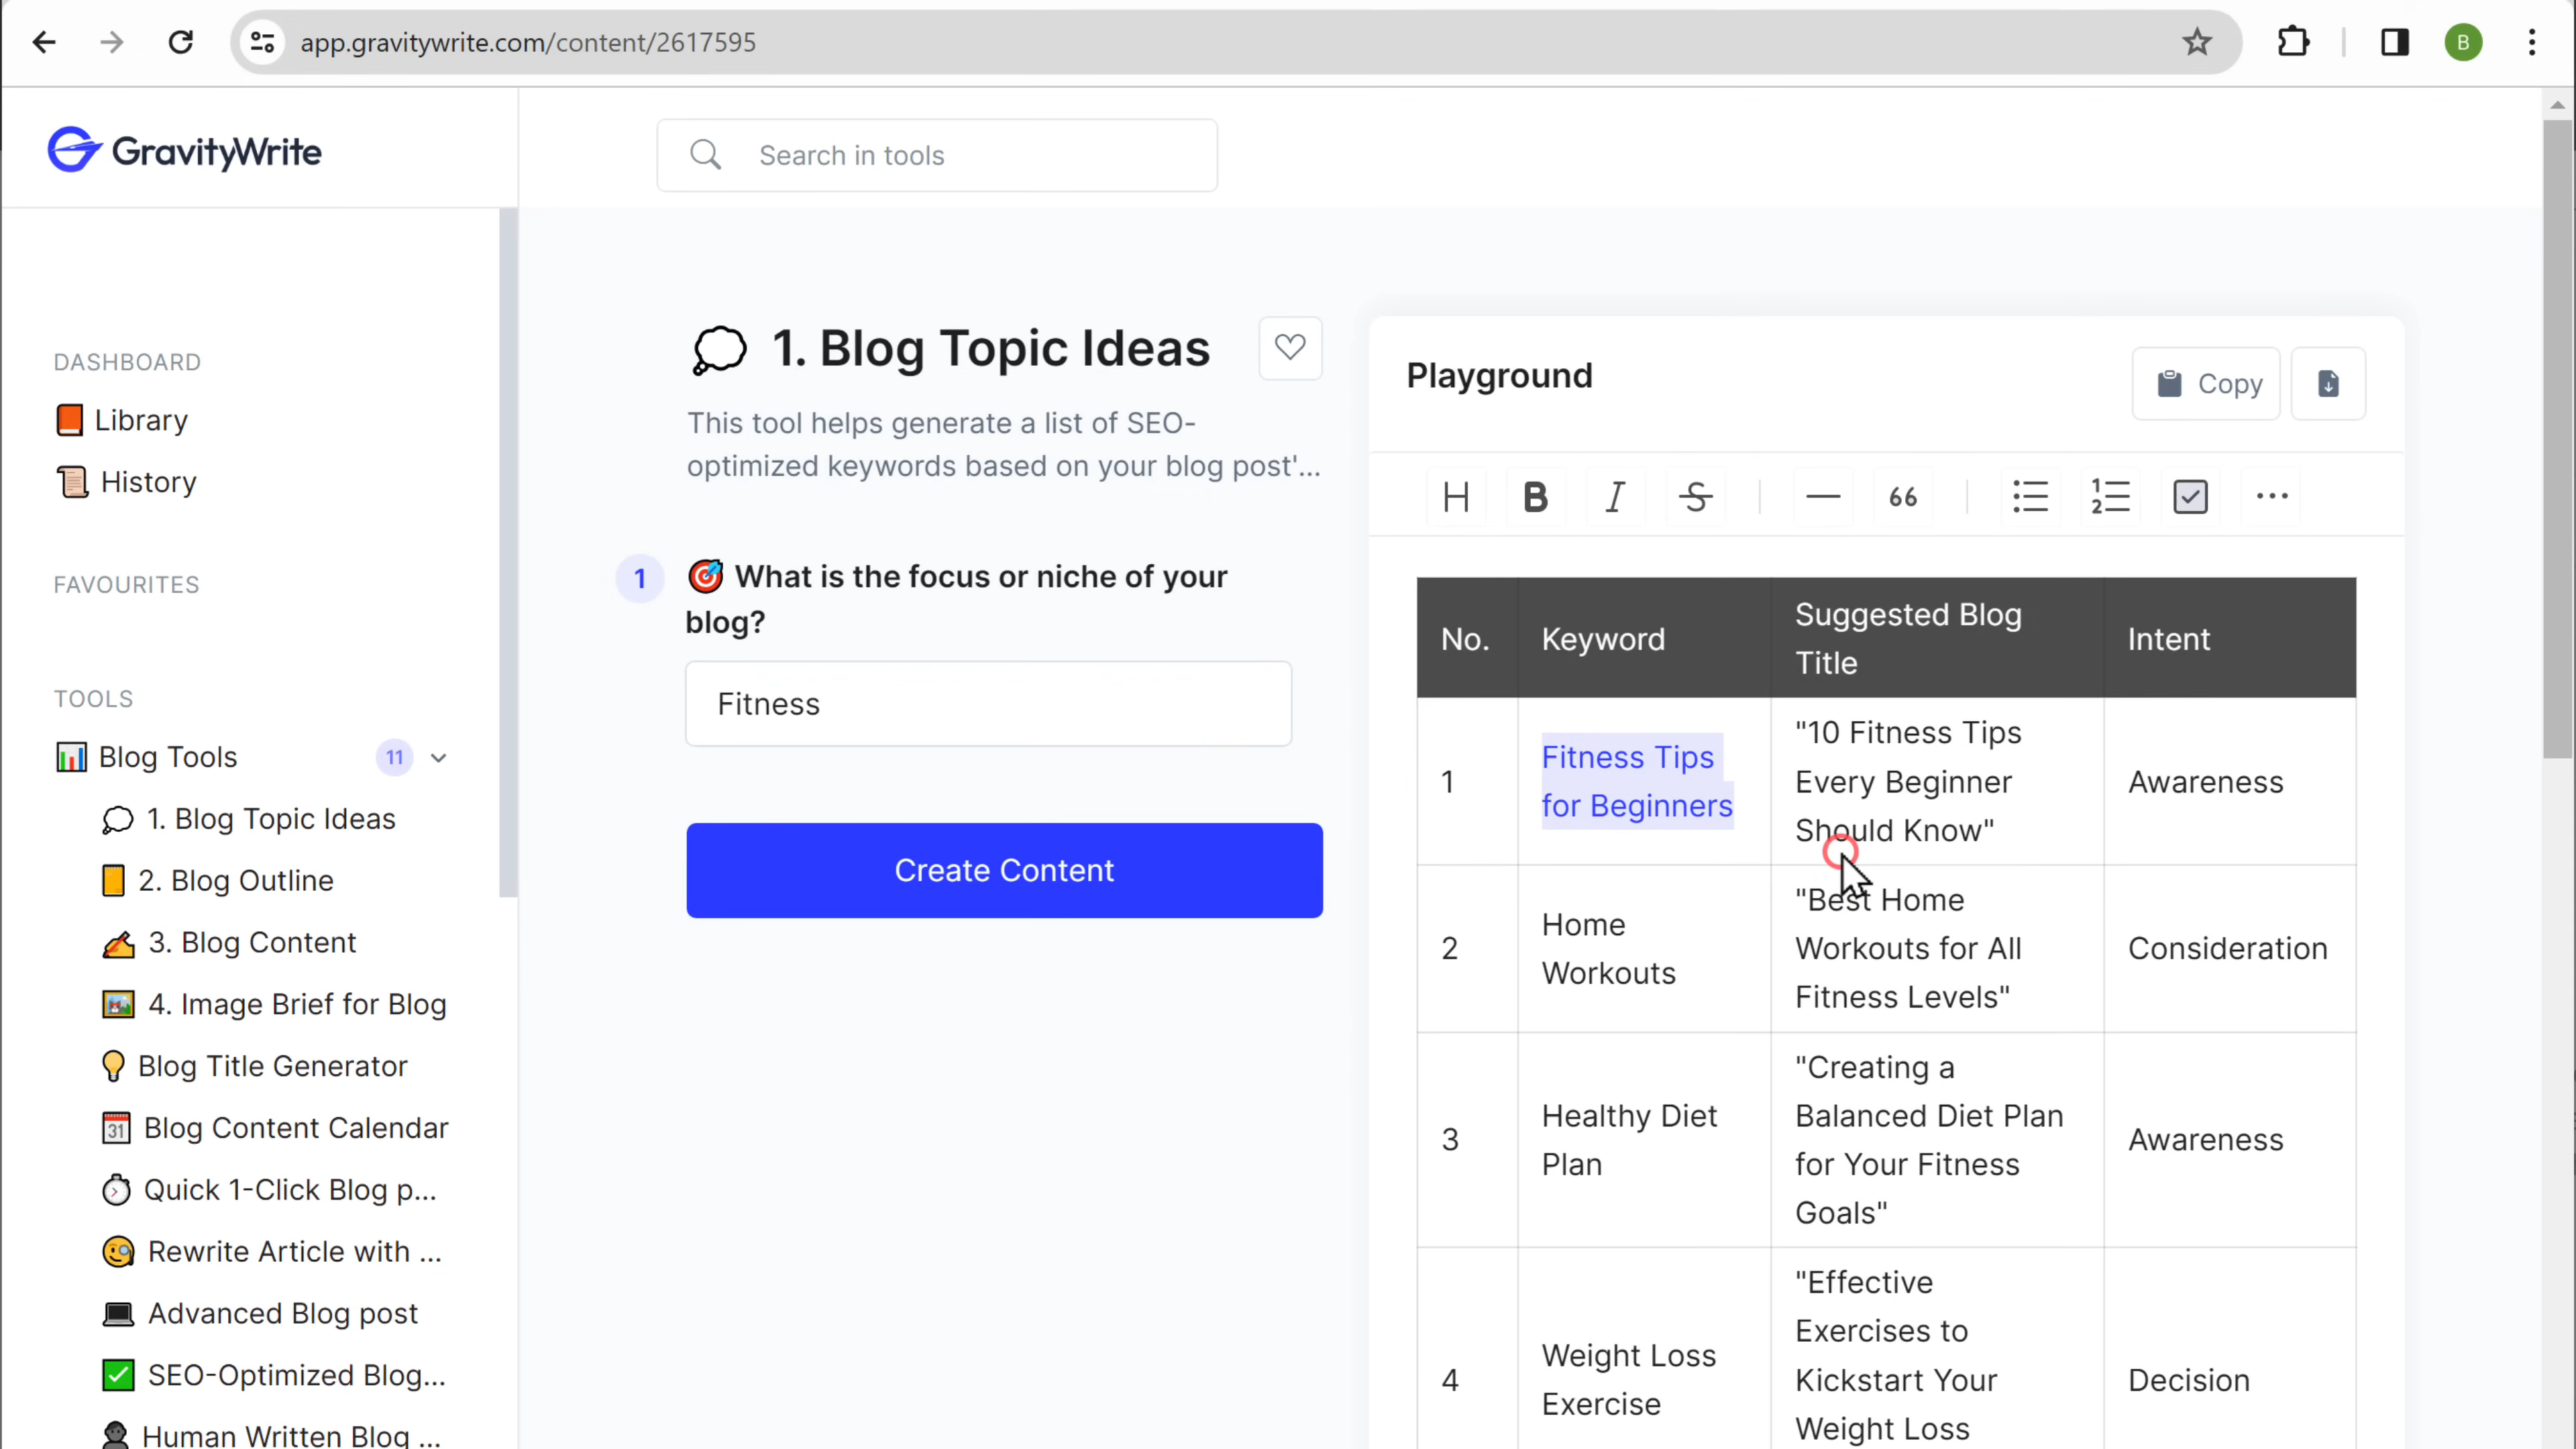 app.gravitywrite.com/content/2617595
B
GravityWrite
Search in tools
DASHBOARD
Library
History
FAVOURITES
TOOLS
Blog Tools
11
1. Blog Topic Ideas
2. Blog Outline
3. Blog Content
4. Image Brief for Blog
Blog Title Generator
31
Blog Content Calendar
Quick 1-Click Blog p...
Rewrite Article with ...
Advanced Blog post
SEO-Optimized Blog...
Human Written Blog ...
1. Blog Topic Ideas
This tool helps generate a list of SEO-
optimized keywords based on your blog post'...
1
What is the focus or niche of your
blog?
Fitness
Create Content
Playground
Copy
No.
Keyword
Suggested Blog
Title
Intent
1
Fitness Tips
for Beginners
"10 Fitness Tips
Every Beginner
Should Know"
Awareness
2
Home
Workouts
"Best Home
Workouts for All
Fitness Levels"
Consideration
3
Healthy Diet
Plan
"Creating a
Balanced Diet Plan
for Your Fitness
Goals"
Awareness
4
Weight Loss
Exercise
"Effective
Exercises to
Kickstart Your
Weight Loss
Decision